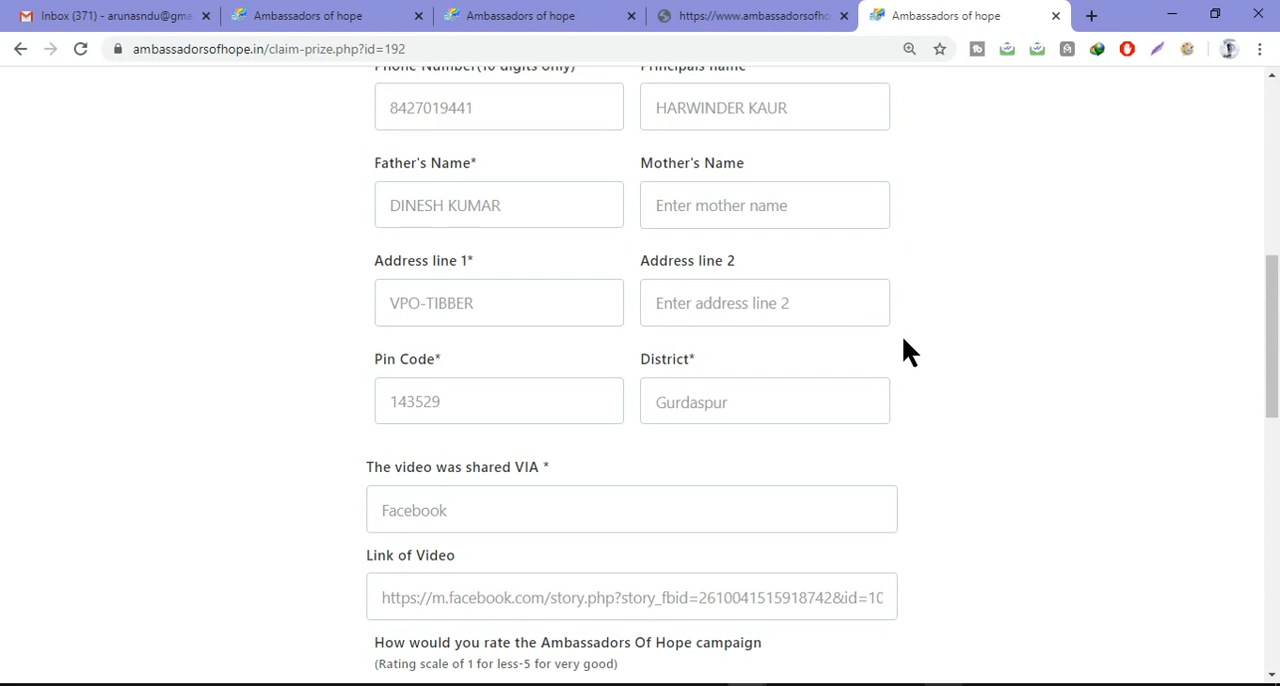 Inbox (371) - arunasndu@gma
Ambassadors of hope
Ambassadors of hope
https://www.ambassadorsofho
Ambassadors of hope
ambassadorsofhope.in/claim-prize.php?id=192
Phone Number(10 digits only) Principals name
8427019441 HARWINDER KAUR
Father's Name* Mother's Name
DINESH KUMAR Enter mother name
Address line 1* Address line 2
VPO-TIBBER Enter address line 2
Pin Code* District*
143529 Gurdaspur
The video was shared VIA *
Facebook
Link of Video
https://m.facebook.com/story.php?story_fbid=2610041515918742&id=10
How would you rate the Ambassadors Of Hope campaign
(Rating scale of 1 for less-5 for very good)